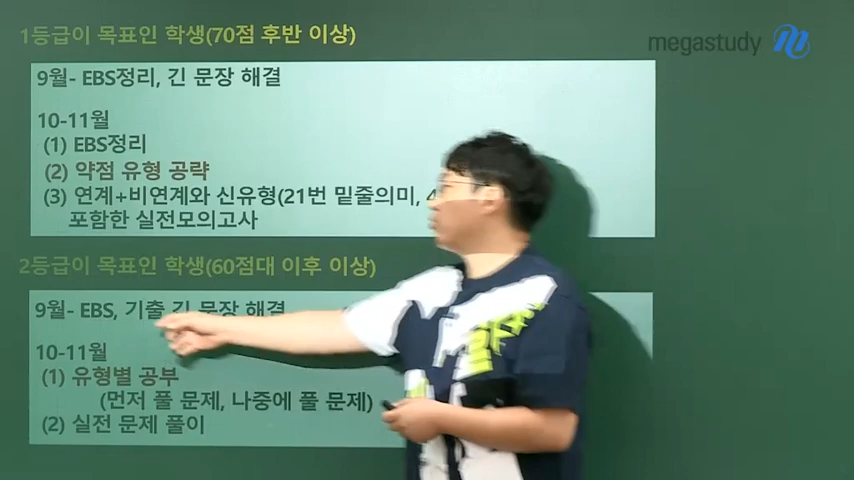 1등급이 목표인 학생(70점 후반 이상)
megastudy
9월- EBS정리, 긴 문장 해결
10-11월
(1) EBS정리
(2) 약점 유형 공략
(3) 연계+비연계와 신유형(21번 밑줄의미,
포함한 실전모의고사
2등급이 목표인 학생(60점대 이후 이상)
9월- EBS, 기출 긴 문장 해결
10-11월
(1) 유형별 공부
(먼저 풀 문제, 나중에 풀 문제)
(2) 실전 문제 풀이